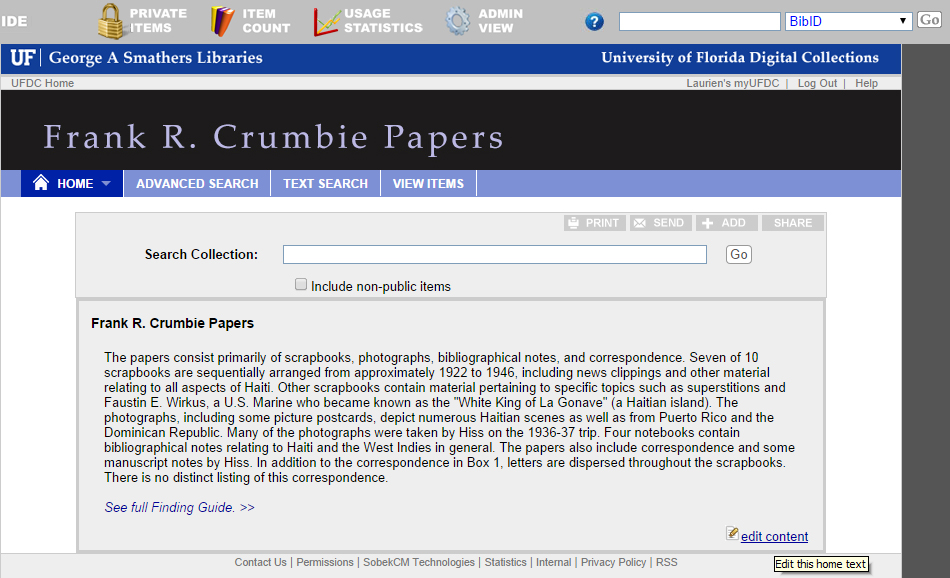 IDE PRIVATE ITEMS ITEM COUNT USAGE STATISTICS ADMIN VIEW ? BibID Go
UF George A Smathers Libraries University of Florida Digital Collections
UFDC Home Laurien's myUFDC | Log Out | Help
Frank R. Crumbie Papers
HOME ADVANCED SEARCH TEXT SEARCH VIEW ITEMS
PRINT SEND ADD SHARE
Search Collection: Go
Include non-public items
Frank R. Crumbie Papers
The papers consist primarily of scrapbooks, photographs, bibliographical notes, and correspondence. Seven of 10
scrapbooks are sequentially arranged from approximately 1922 to 1946, including news clippings and other material
relating to all aspects of Haiti. Other scrapbooks contain material pertaining to specific topics such as superstitions and
Faustin E. Wirkus, a U.S. Marine who became known as the "White King of La Gonave" (a Haitian island). The
photographs, including some picture postcards, depict numerous Haitian scenes as well as from Puerto Rico and the
Dominican Republic. Many of the photographs were taken by Hiss on the 1936-37 trip. Four notebooks contain
bibliographical notes relating to Haiti and the West Indies in general. The papers also include correspondence and some
manuscript notes by Hiss. In addition to the correspondence in Box 1, letters are dispersed throughout the scrapbooks.
There is no distinct listing of this correspondence.
See full Finding Guide. >>
edit content
Contact Us | Permissions | SobekCM Technologies | Statistics | Internal | Privacy Policy | RSS
Edit this home text